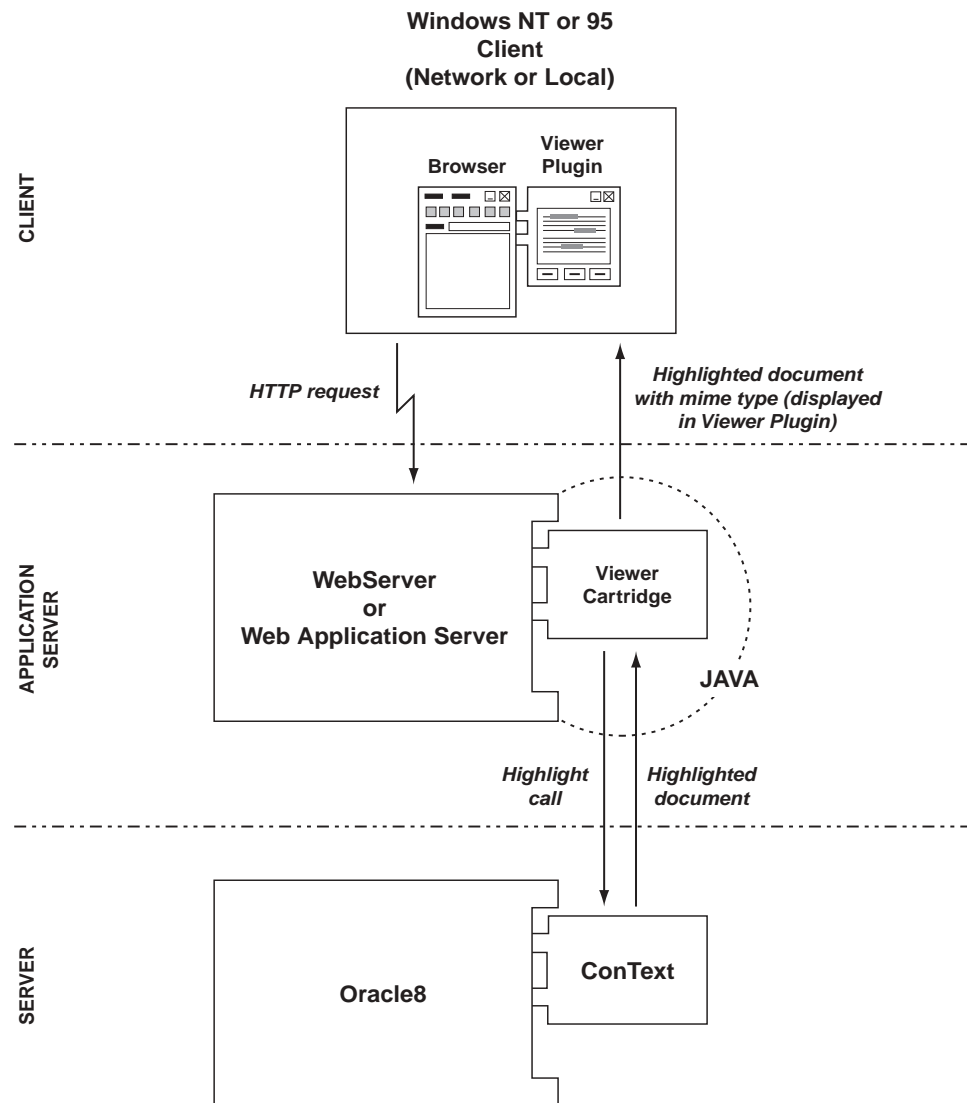 Windows NT or 95
Client
(Network or Local)
CLIENT
Browser
Viewer
Plugin
HTTP request
Highlighted document
with mime type (displayed
in Viewer Plugin)
APPLICATION
SERVER
WebServer
or
Web Application Server
Viewer
Cartridge
JAVA
Highlight
call
Highlighted
document
SERVER
Oracle8
ConText